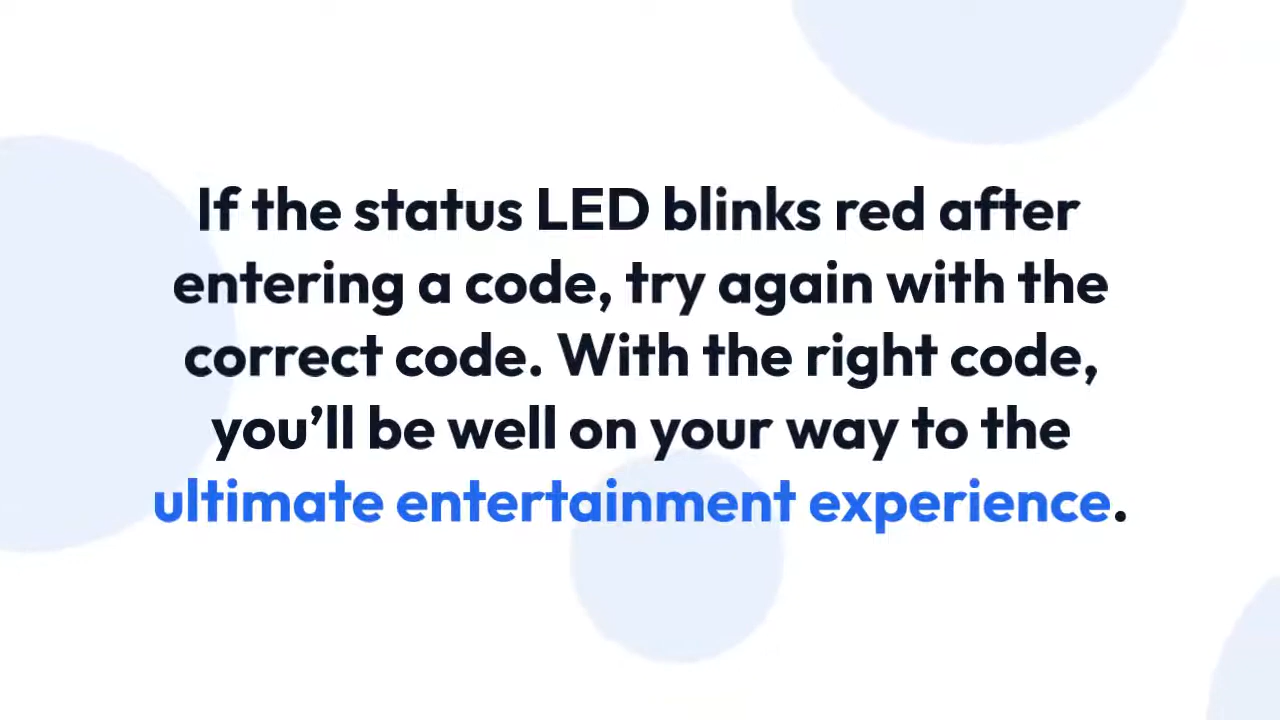 If the status LED blinks red after
entering a code, try again with the
correct code. With the right code,
you’ll be well on your way to the
ultimate entertainment experience.